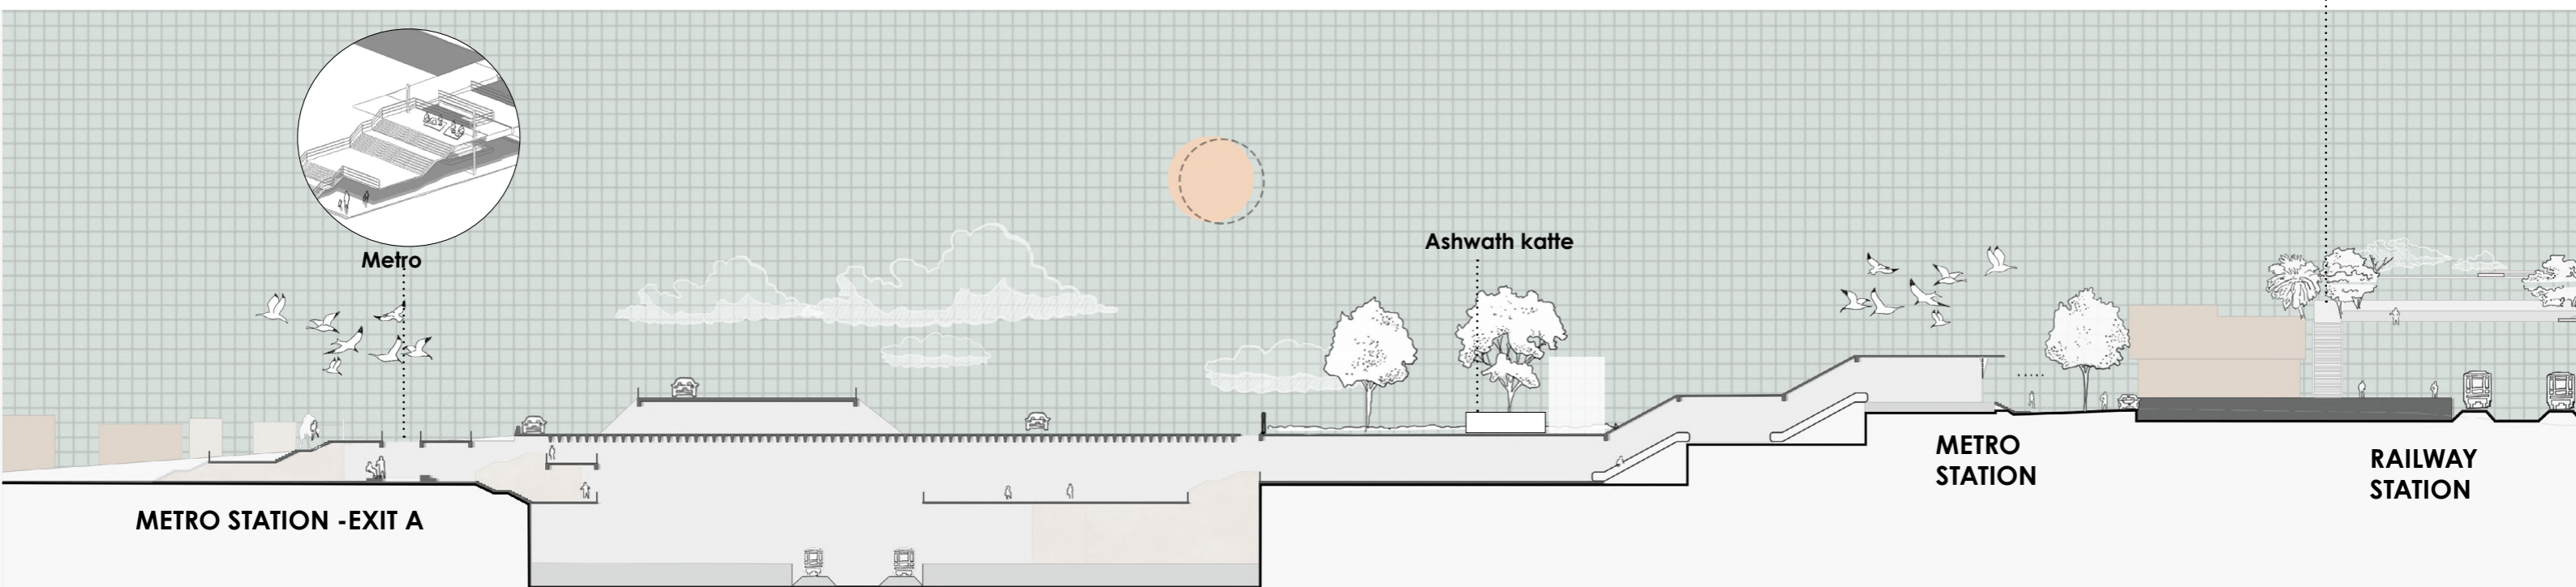 Metro
Ashwath katte
METRO STATION -EXIT A
METRO
STATION
RAILWAY
STATION